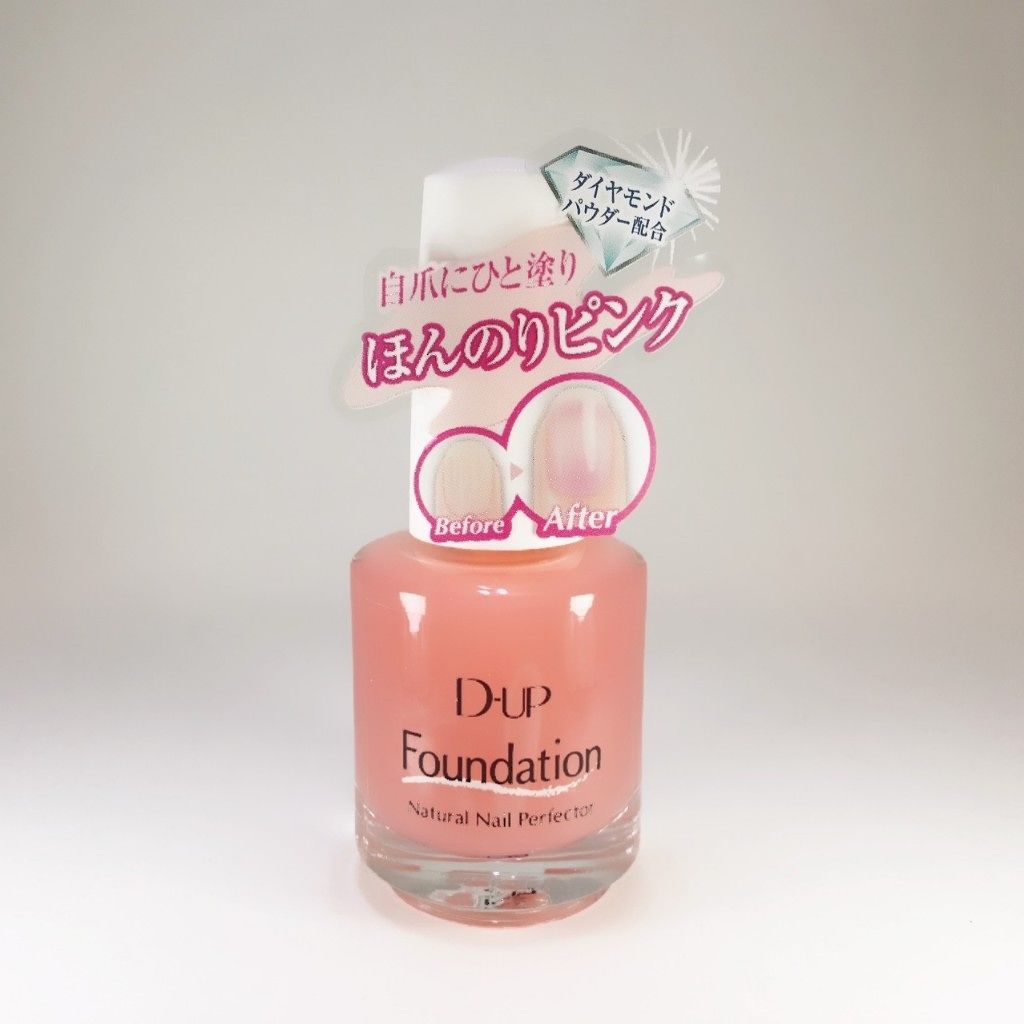 ダイヤモンド
パウダー配合
自爪にひと塗り
ほんのりピンク
Before
After
D-UP
Foundation
Natural Nail Perfector